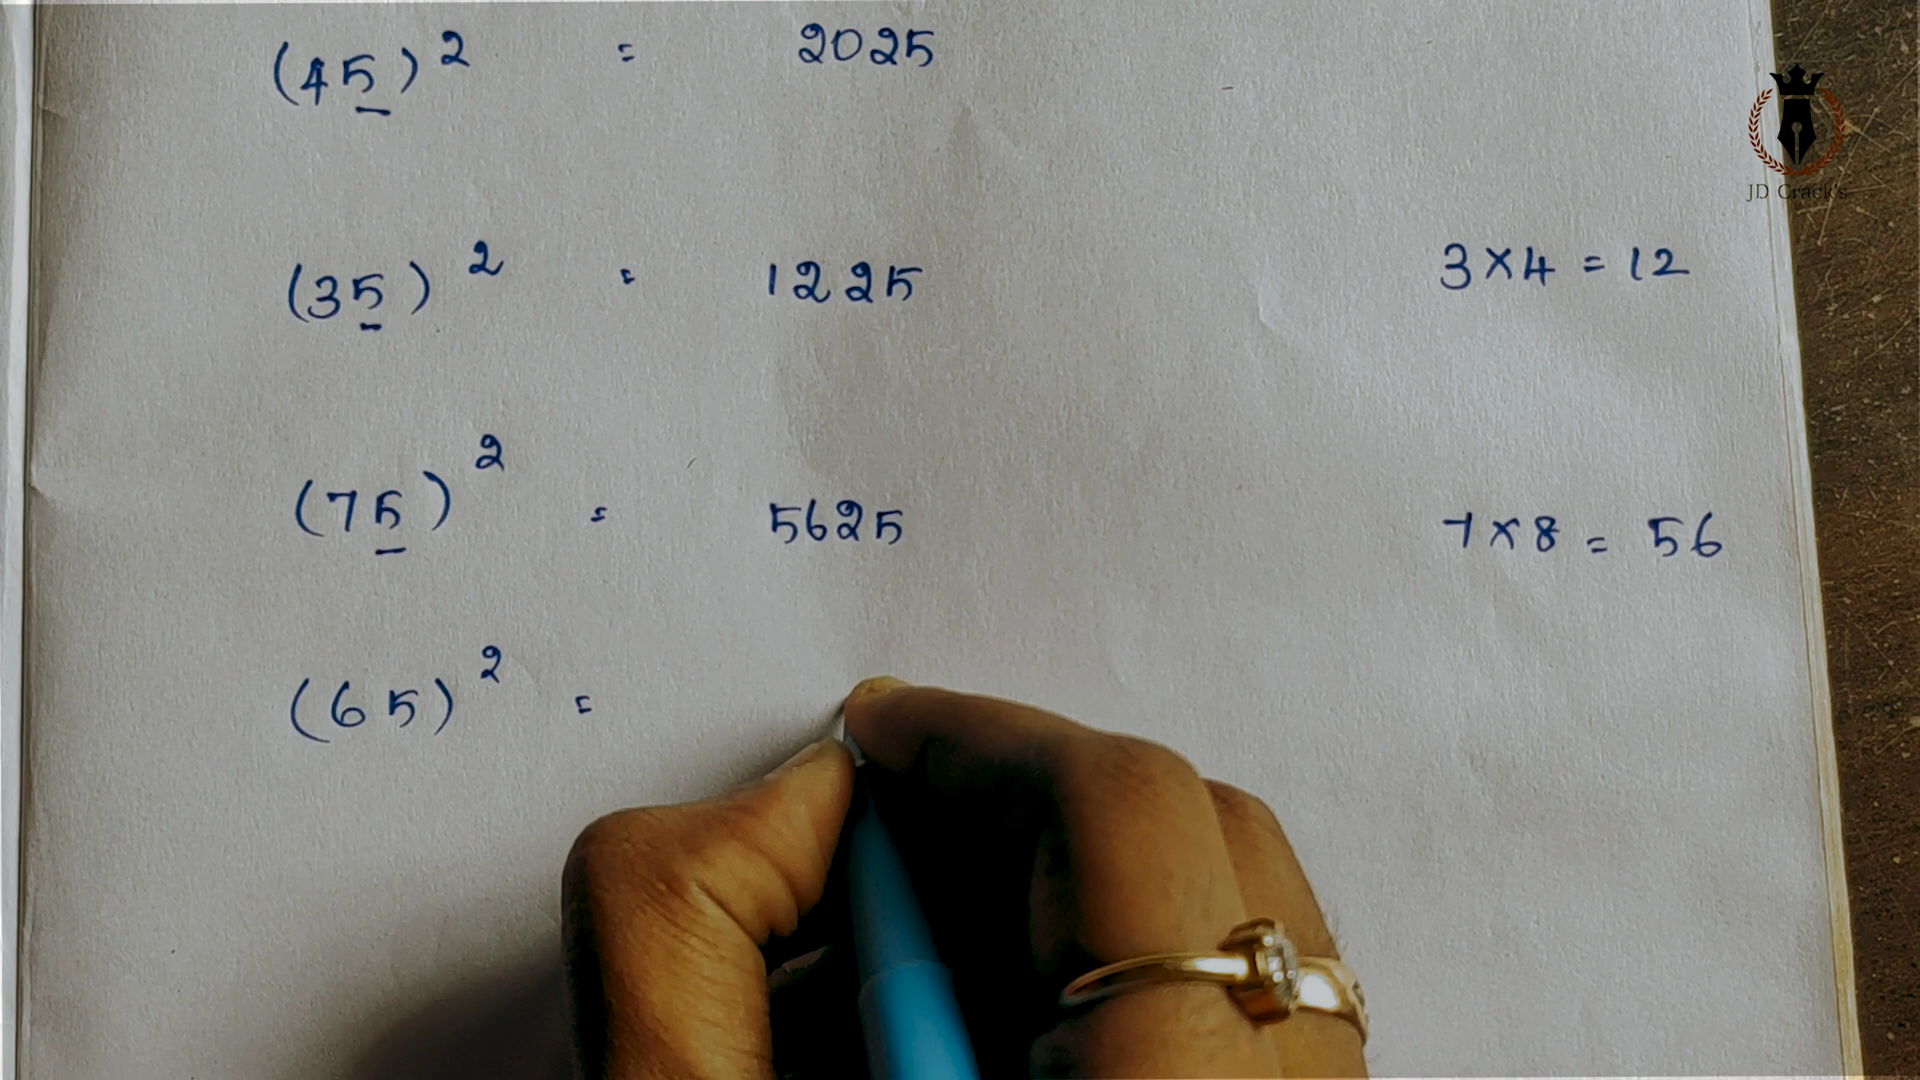 (45)² = 2025
JD Crack's
(35)² = 1225 3×4 = 12
(75)² = 5625 7×8 = 56
(65)² =